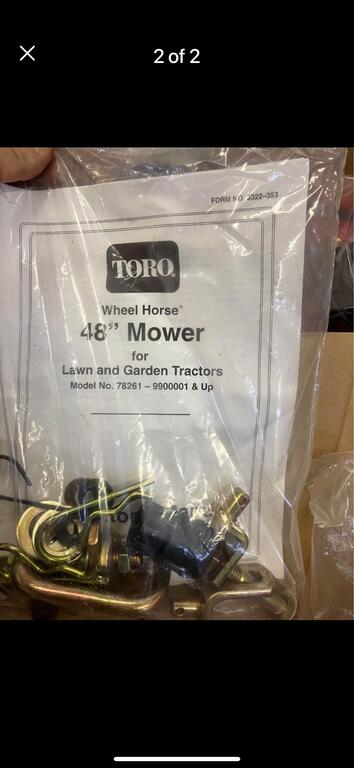 2 of 2
FORM NO. 3322–353
TORO®
Wheel Horse®
48” Mower
for
Lawn and Garden Tractors
Model No. 78261 – 9900001 & Up